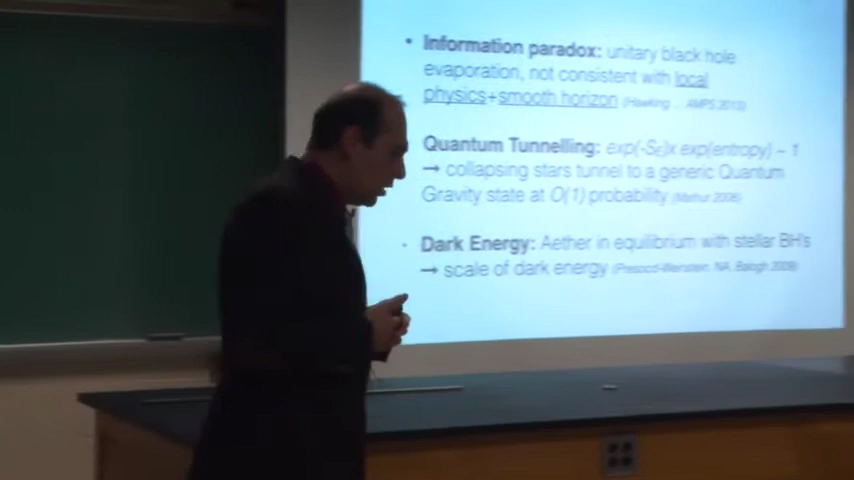 • Information paradox: unitary black hole
evaporation, not consistent with local
physics+smooth horizon (Hawking ... AMPS 2013)
Quantum Tunnelling: exp(-SE)x exp(entropy) ~ 1
→ collapsing stars tunnel to a generic Quantum
Gravity state at O(1) probability (Mathur 2008)
· Dark Energy: Aether in equilibrium with stellar BH's
→ scale of dark energy (Prescod-Weinstein, NA, Balogh 2009)